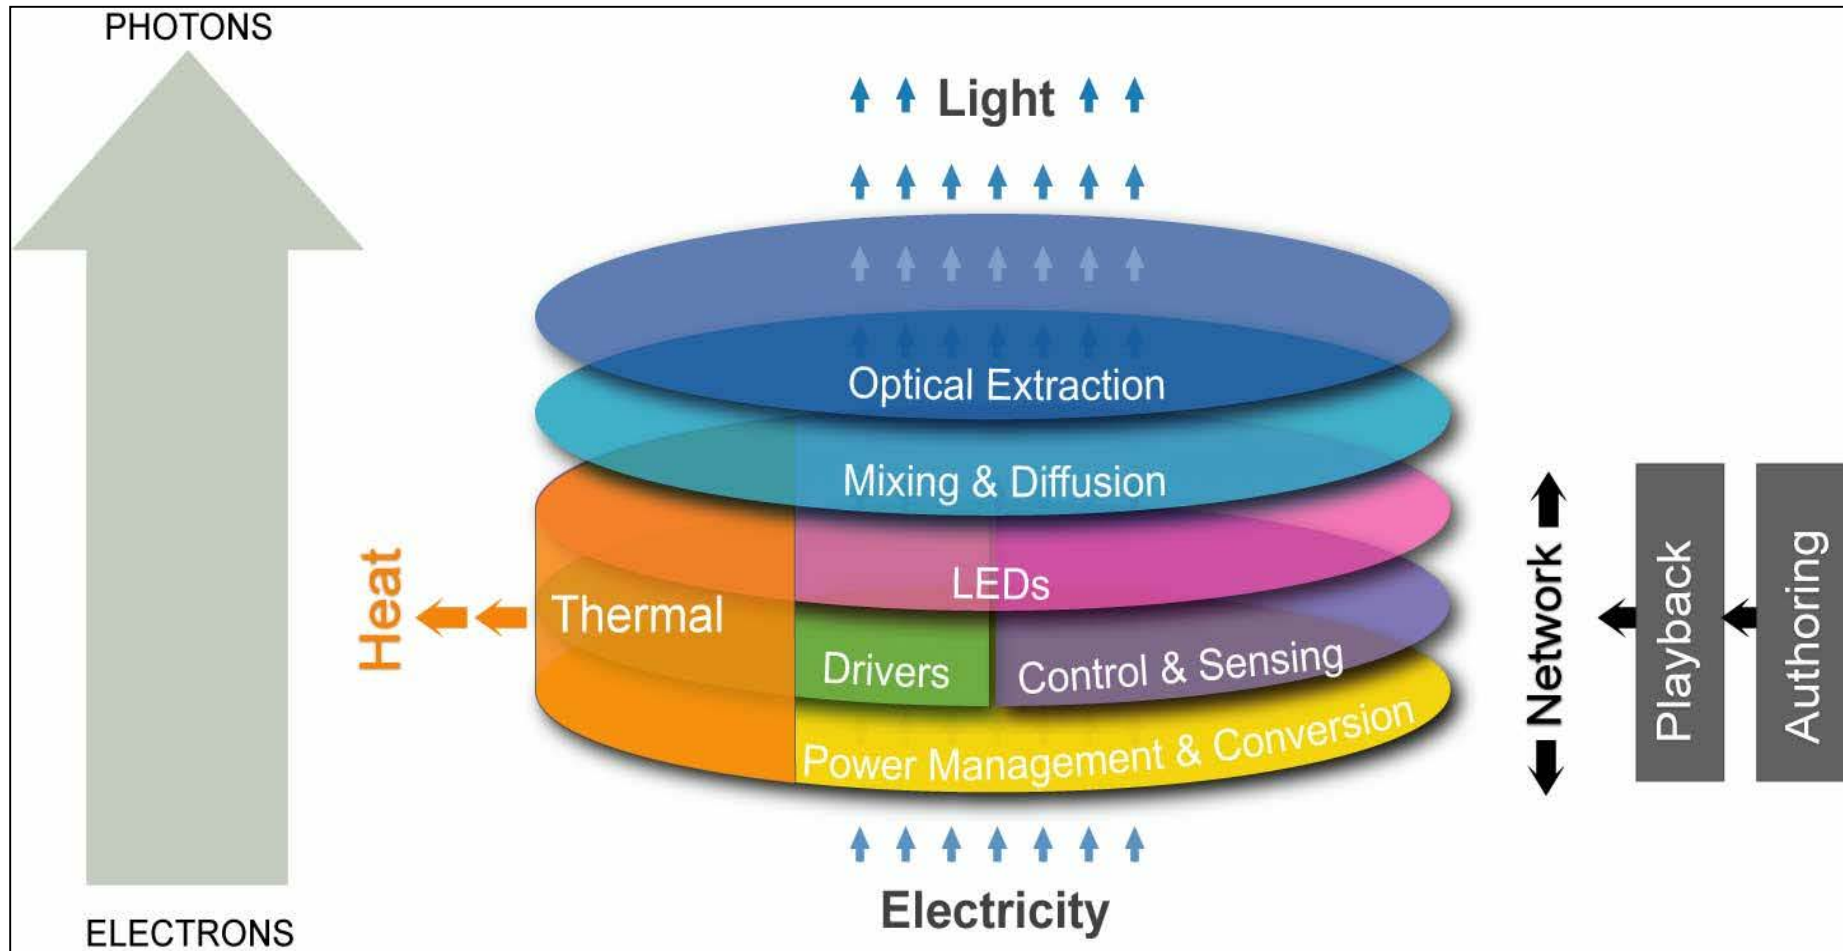 PHOTONS
Light
Optical Extraction
Mixing & Diffusion
LEDs
Thermal
Heat
Drivers
Control & Sensing
Power Management & Conversion
Network
Playback
Authoring
Electricity
ELECTRONS